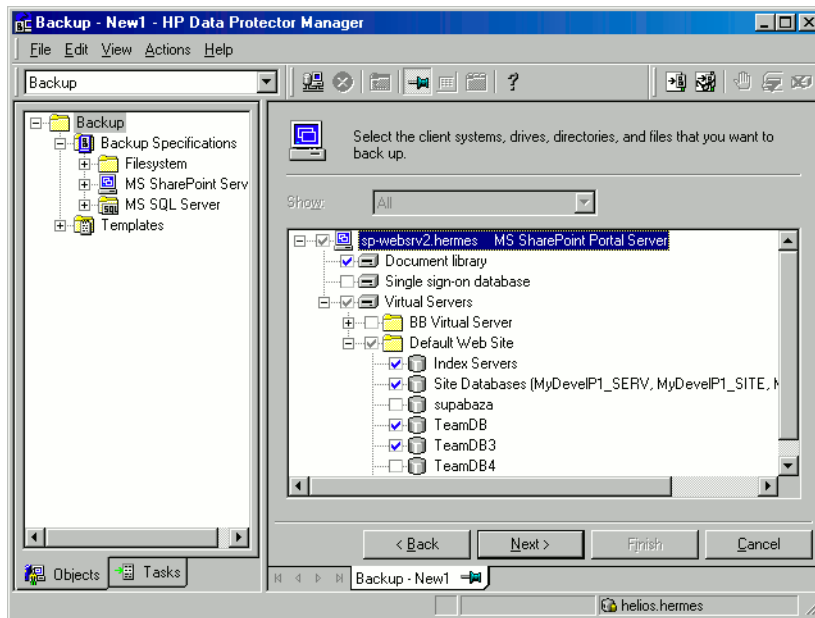 Backup - New1 - HP Data Protector Manager
File Edit View Actions Help
Backup
Backup
Backup Specifications
Filesystem
MS SharePoint Serv
MS SQL Server
Templates
Objects
Tasks
Select the client systems, drives, directories, and files that you want to
back up.
Show:
All
sp-websrv2.hermes MS SharePoint Portal Server
Document library
Single sign-on database
Virtual Servers
BB Virtual Server
Default Web Site
Index Servers
Site Databases (MyDevelP1_SERV, MyDevelP1_SITE, M
supabaza
TeamDB
TeamDB3
TeamDB4
< Back
Next >
Finish
Cancel
Backup - New1
helios.hermes